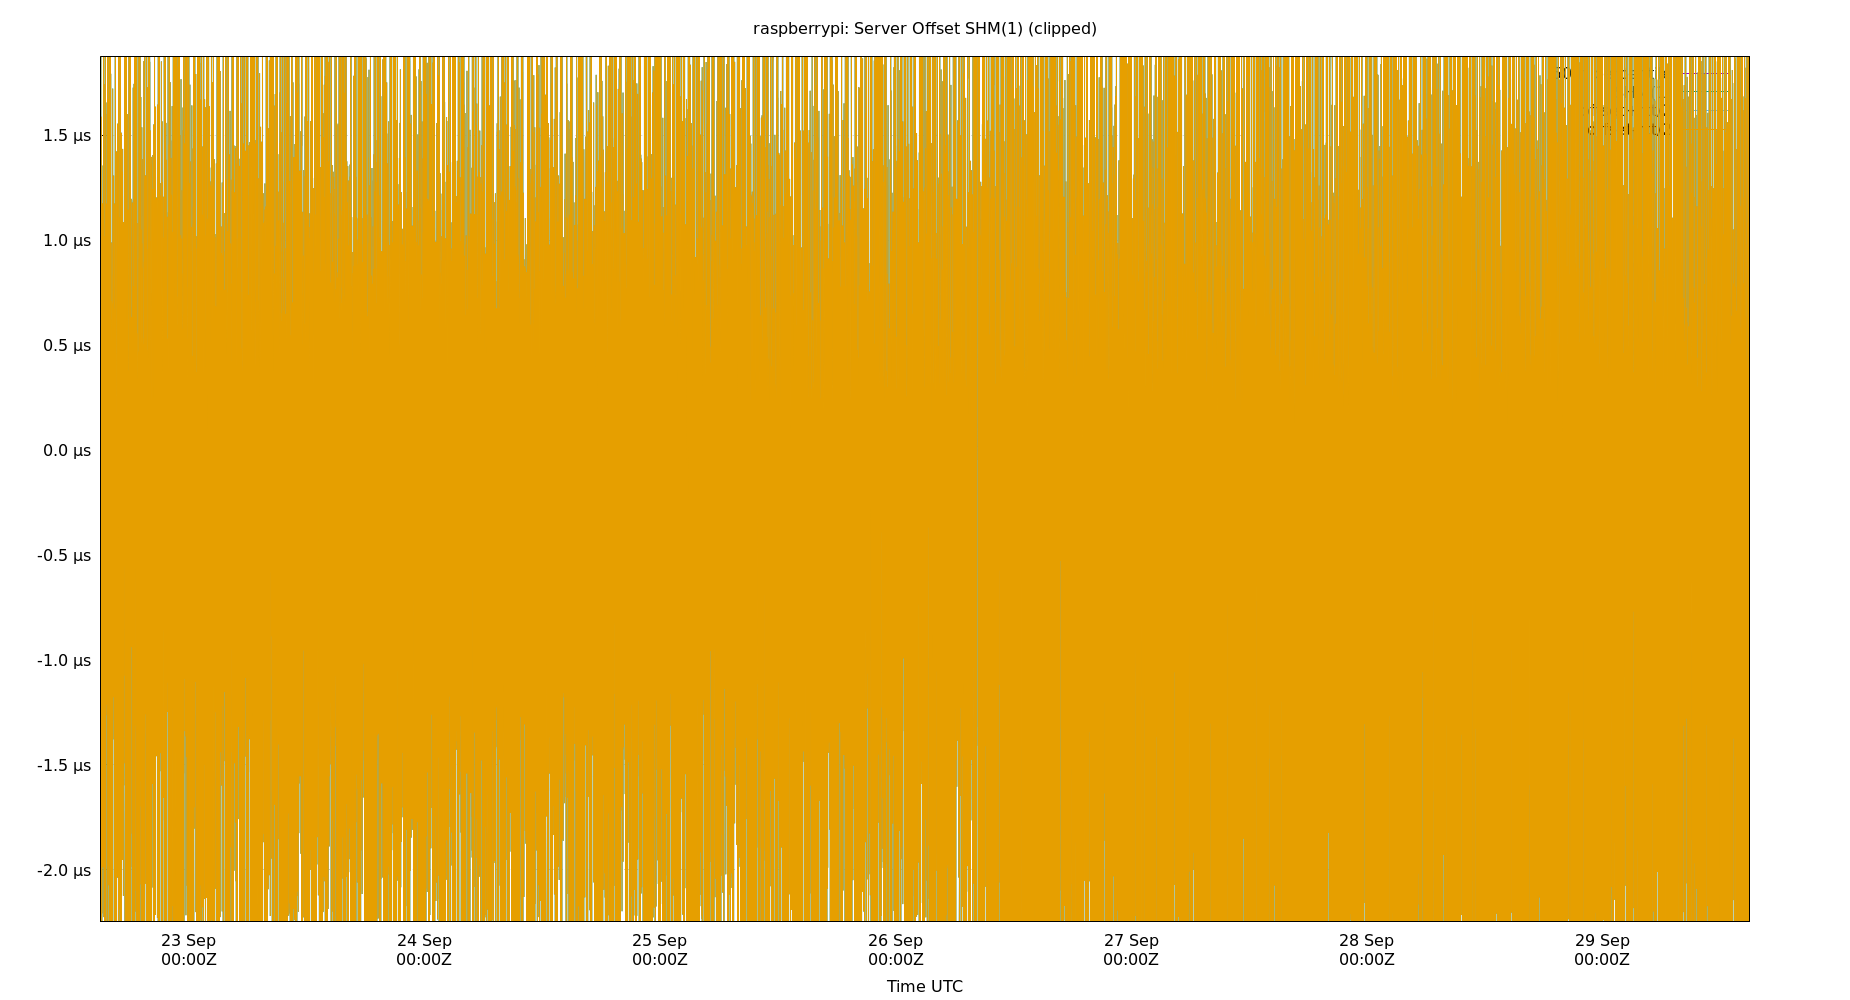 raspberrypi: Server Offset SHM(1) (clipped)
1.5 µs
1.0 µs
0.5 µs
0.0 µs
-0.5 µs
-1.0 µs
-1.5 µs
-2.0 µs
23 Sep 24 Sep 25 Sep 26 Sep 27 Sep 28 Sep 29 Sep
00:00Z 00:00Z 00:00Z 00:00Z 00:00Z 00:00Z 00:00Z
Time UTC